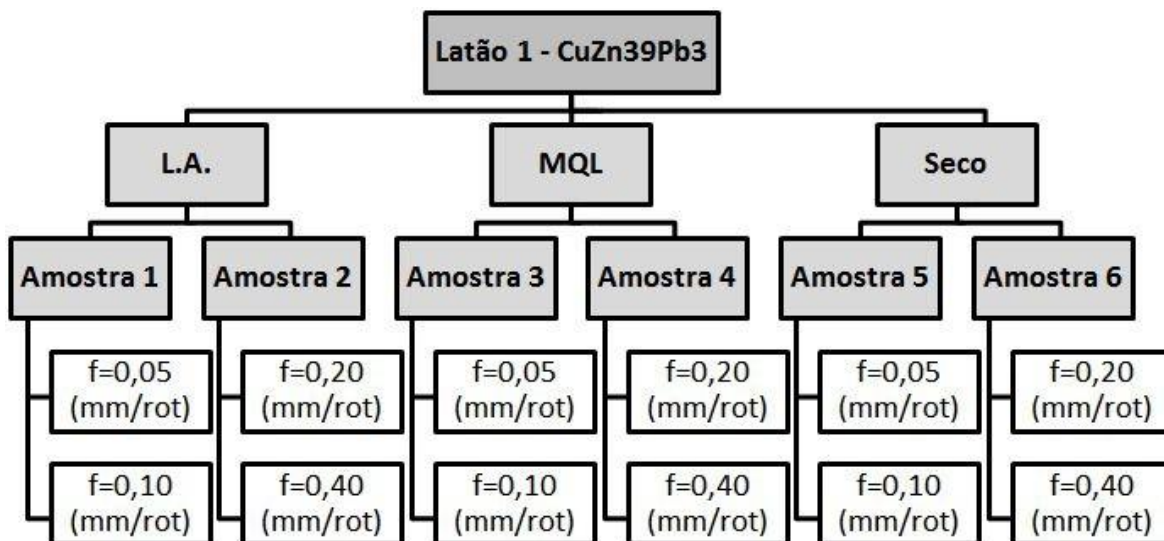 Latão 1 - CuZn39Pb3
L.A.
MQL
Seco
Amostra 1
Amostra 2
Amostra 3
Amostra 4
Amostra 5
Amostra 6
f=0,05
(mm/rot)
f=0,20
(mm/rot)
f=0,05
(mm/rot)
f=0,20
(mm/rot)
f=0,05
(mm/rot)
f=0,20
(mm/rot)
f=0,10
(mm/rot)
f=0,40
(mm/rot)
f=0,10
(mm/rot)
f=0,40
(mm/rot)
f=0,10
(mm/rot)
f=0,40
(mm/rot)